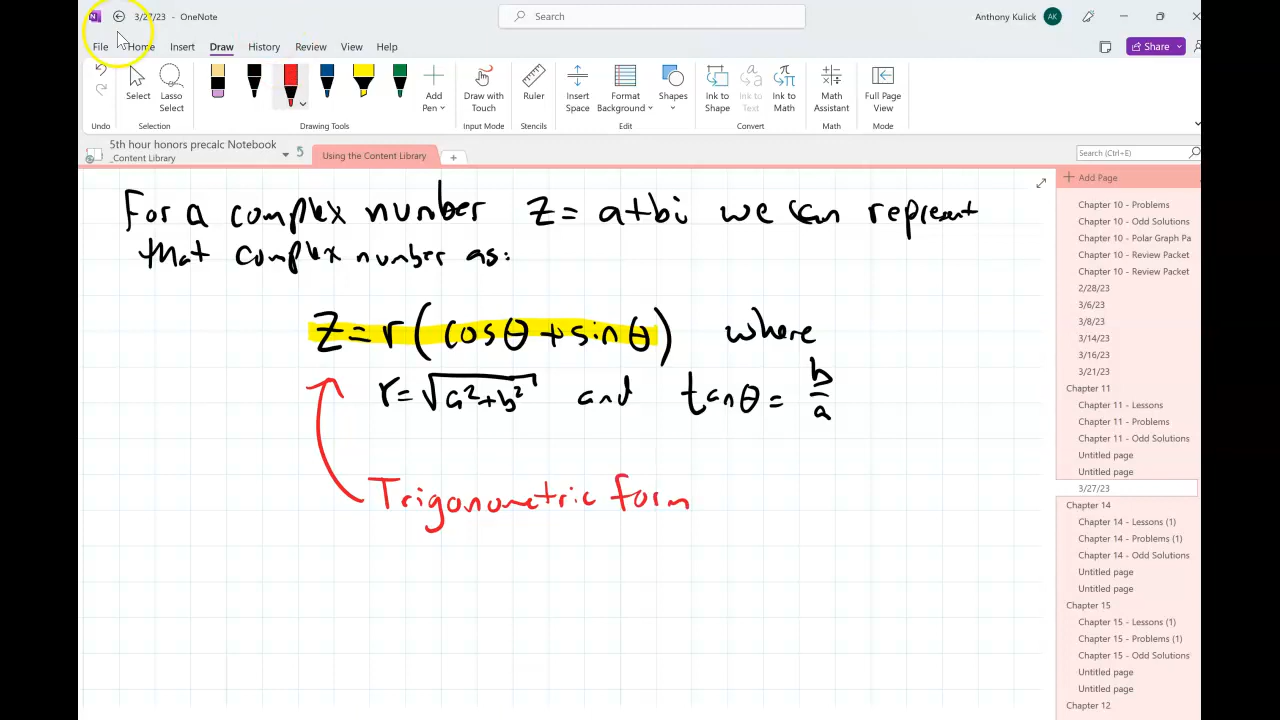 3/27/23 - OneNote
Search
Anthony Kulick
AK
File Home Insert Draw History Review View Help
Share
Undo
Select
Lasso Select
Selection
Drawing Tools
Add Pen
Draw with Touch
Input Mode
Ruler
Stencils
Insert Space
Format Background
Shapes
Edit
Ink to Shape
Ink to Text
Ink to Math
Convert
Math Assistant
Math
Full Page View
Mode
5th hour honors precalc Notebook
_Content Library
Using the Content Library
Search (Ctrl+E)
For a complex number z = a+bi we can represent
that complex number as:
z = r(cosθ + sinθ) where
r = √a²+b² and tanθ = b/a
Trigonometric form
Add Page
Chapter 10 - Problems
Chapter 10 - Odd Solutions
Chapter 10 - Polar Graph Pa
Chapter 10 - Review Packet
Chapter 10 - Review Packet
2/28/23
3/6/23
3/8/23
3/14/23
3/16/23
3/21/23
Chapter 11
Chapter 11 - Lessons
Chapter 11 - Problems
Chapter 11 - Odd Solutions
Untitled page
Untitled page
3/27/23
Chapter 14
Chapter 14 - Lessons (1)
Chapter 14 - Problems (1)
Chapter 14 - Odd Solutions
Untitled page
Untitled page
Chapter 15
Chapter 15 - Lessons (1)
Chapter 15 - Problems (1)
Chapter 15 - Odd Solutions
Untitled page
Untitled page
Chapter 12